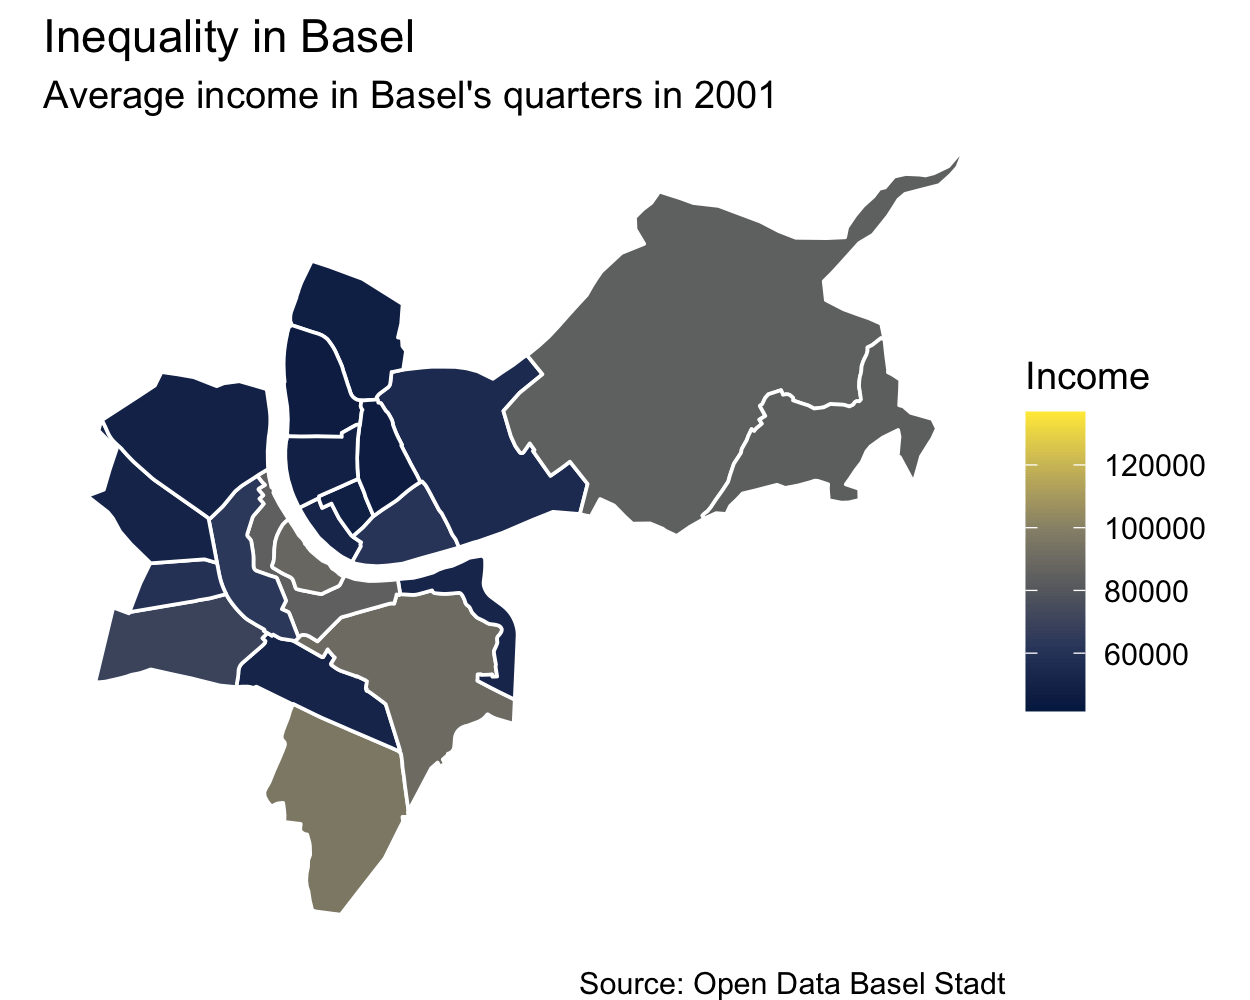 Inequality in Basel
Average income in Basel's quarters in 2001
Income
120000
100000
80000
60000
Source: Open Data Basel Stadt